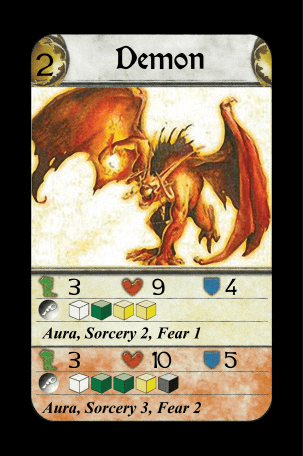 2 Demon
3 9 4
Aura, Sorcery 2, Fear 1
3 10 5
Aura, Sorcery 3, Fear 2